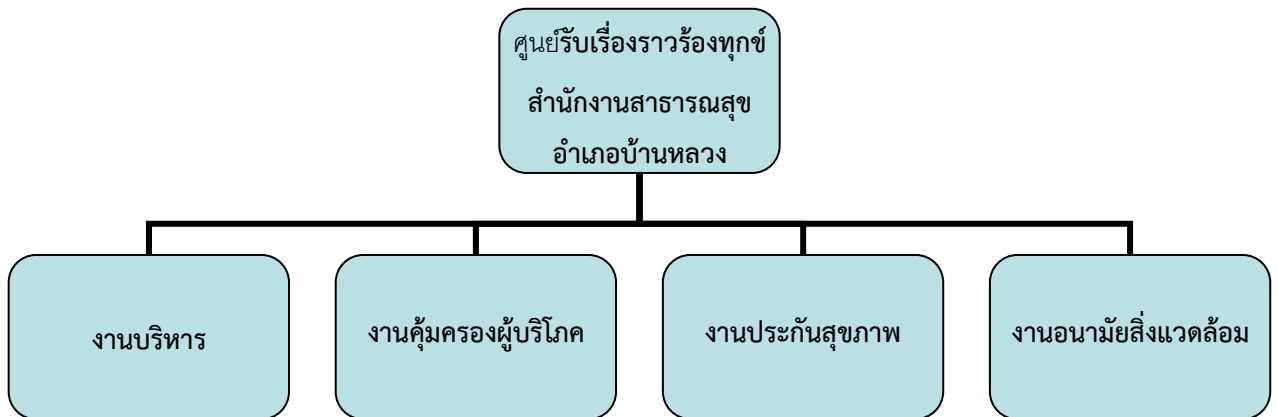 ศูนย์รับเรื่องราวร้องทุกข์
สำนักงานสาธารณสุข
อำเภอบ้านหลวง
งานบริหาร
งานคุ้มครองผู้บริโภค
งานประกันสุขภาพ
งานอนามัยสิ่งแวดล้อม